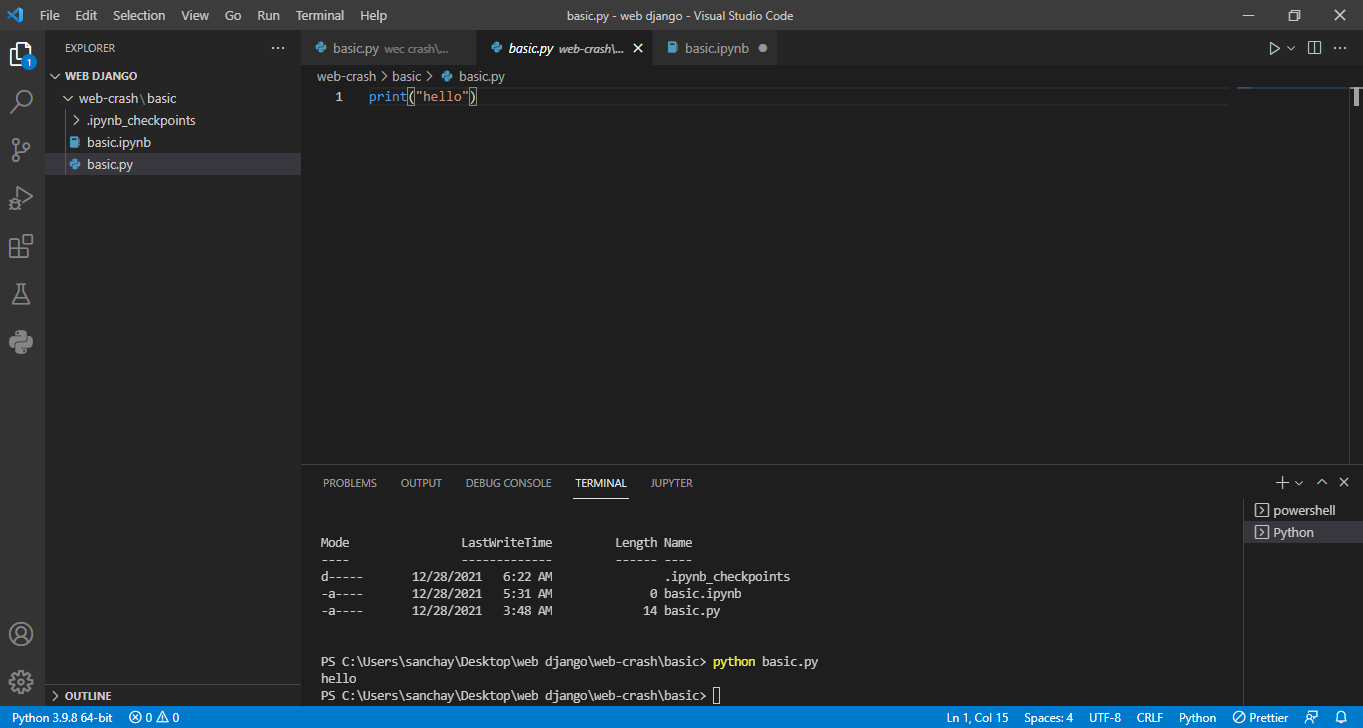 File Edit Selection View Go Run Terminal Help basic.py - web django - Visual Studio Code
1
EXPLORER
WEB DJANGO
web-crash\basic
.ipynb_checkpoints
basic.ipynb
basic.py
OUTLINE
basic.py wec crash\... basic.py web-crash\... basic.ipynb
web-crash > basic > basic.py
1 print("hello")
PROBLEMS OUTPUT DEBUG CONSOLE TERMINAL JUPYTER
Mode LastWriteTime Length Name
---- ------------- ------ ----
d----- 12/28/2021 6:22 AM .ipynb_checkpoints
-a---- 12/28/2021 5:31 AM 0 basic.ipynb
-a---- 12/28/2021 3:48 AM 14 basic.py
PS C:\Users\sanchay\Desktop\web django\web-crash\basic> python basic.py
hello
PS C:\Users\sanchay\Desktop\web django\web-crash\basic>
powershell
Python
Python 3.9.8 64-bit 0 0 Ln 1, Col 15 Spaces: 4 UTF-8 CRLF Python Prettier